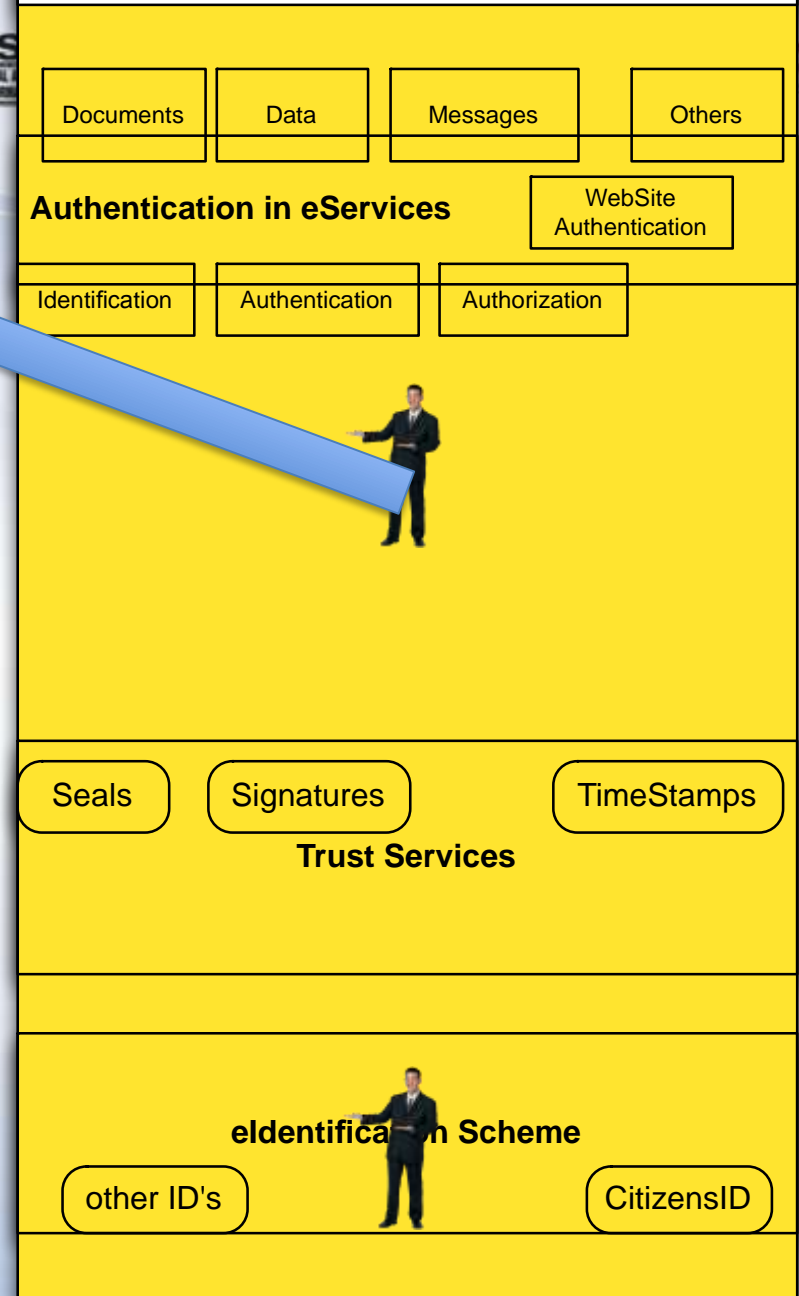 Documents
Data
Messages
Others
Authentication in eServices
WebSite
Authentication
Identification
Authentication
Authorization
Seals
Signatures
TimeStamps
Trust Services
Scheme
other ID's
CitizensID